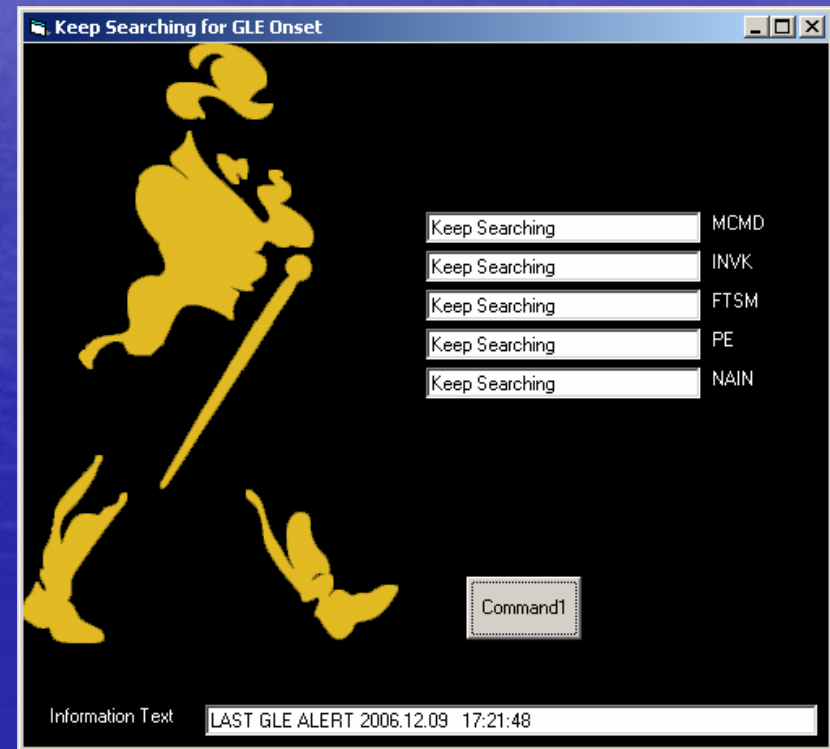 Keep Searching for GLE Onset
Keep Searching MCMD
Keep Searching INVK
Keep Searching FTSM
Keep Searching PE
Keep Searching NAIN
Command1
Information Text LAST GLE ALERT 2006.12.09 17:21:48